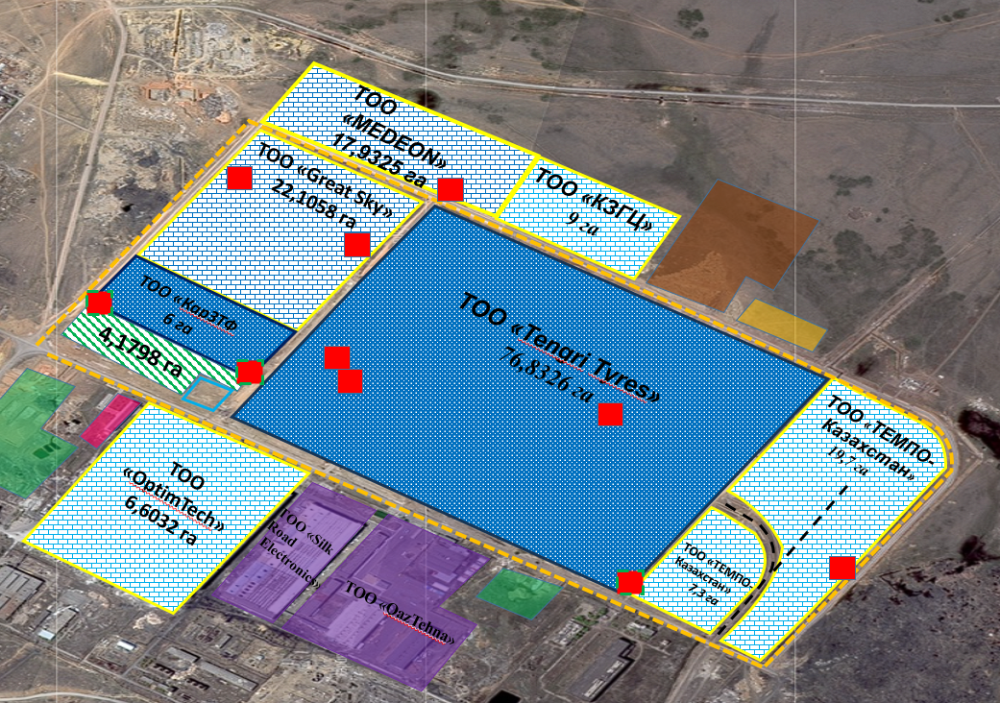 ТОО
«MEDEON»
17,9325 га
ТОО «КЗГЦ»
9 га
ТОО «Great Sky»
22,1058 га
ТОО «КарЗТФ
6 га
4,1798 га
ТОО «Tengri Tyres»
76,8326 га
ТОО «ТЕМПО-
Казахстан»
19,7 га
ТОО
«OptimTech»
6,6032 га
ТОО «Silk
Road
Electronic»
ТОО «QazTehna»
ТОО «ТЕМПО-
Казахстан»
7,3 га